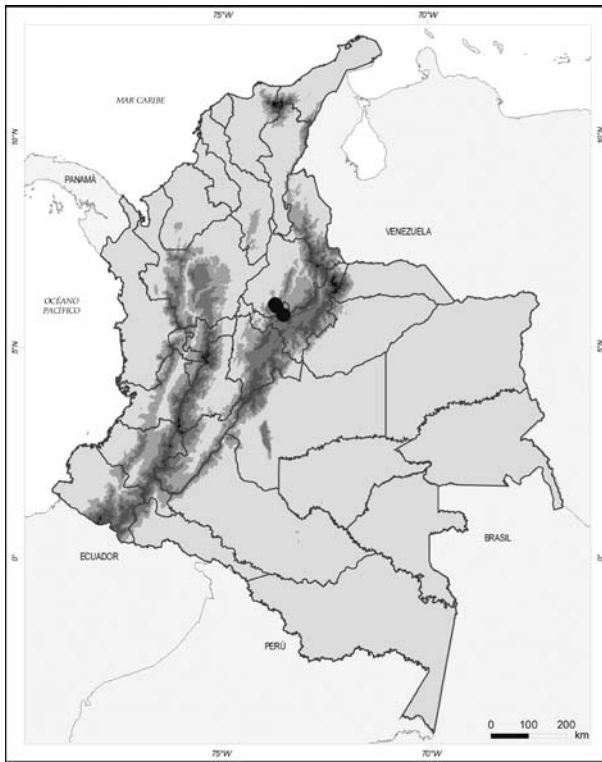 75°W 70°W
MAR CARIBE
10°N 10°N
PANAMÁ
VENEZUELA
OCÉANO
PACÍFICO
5°N 5°N
0° 0°
ECUADOR
BRASIL
PERÚ
0 100 200
km
75°W 70°W